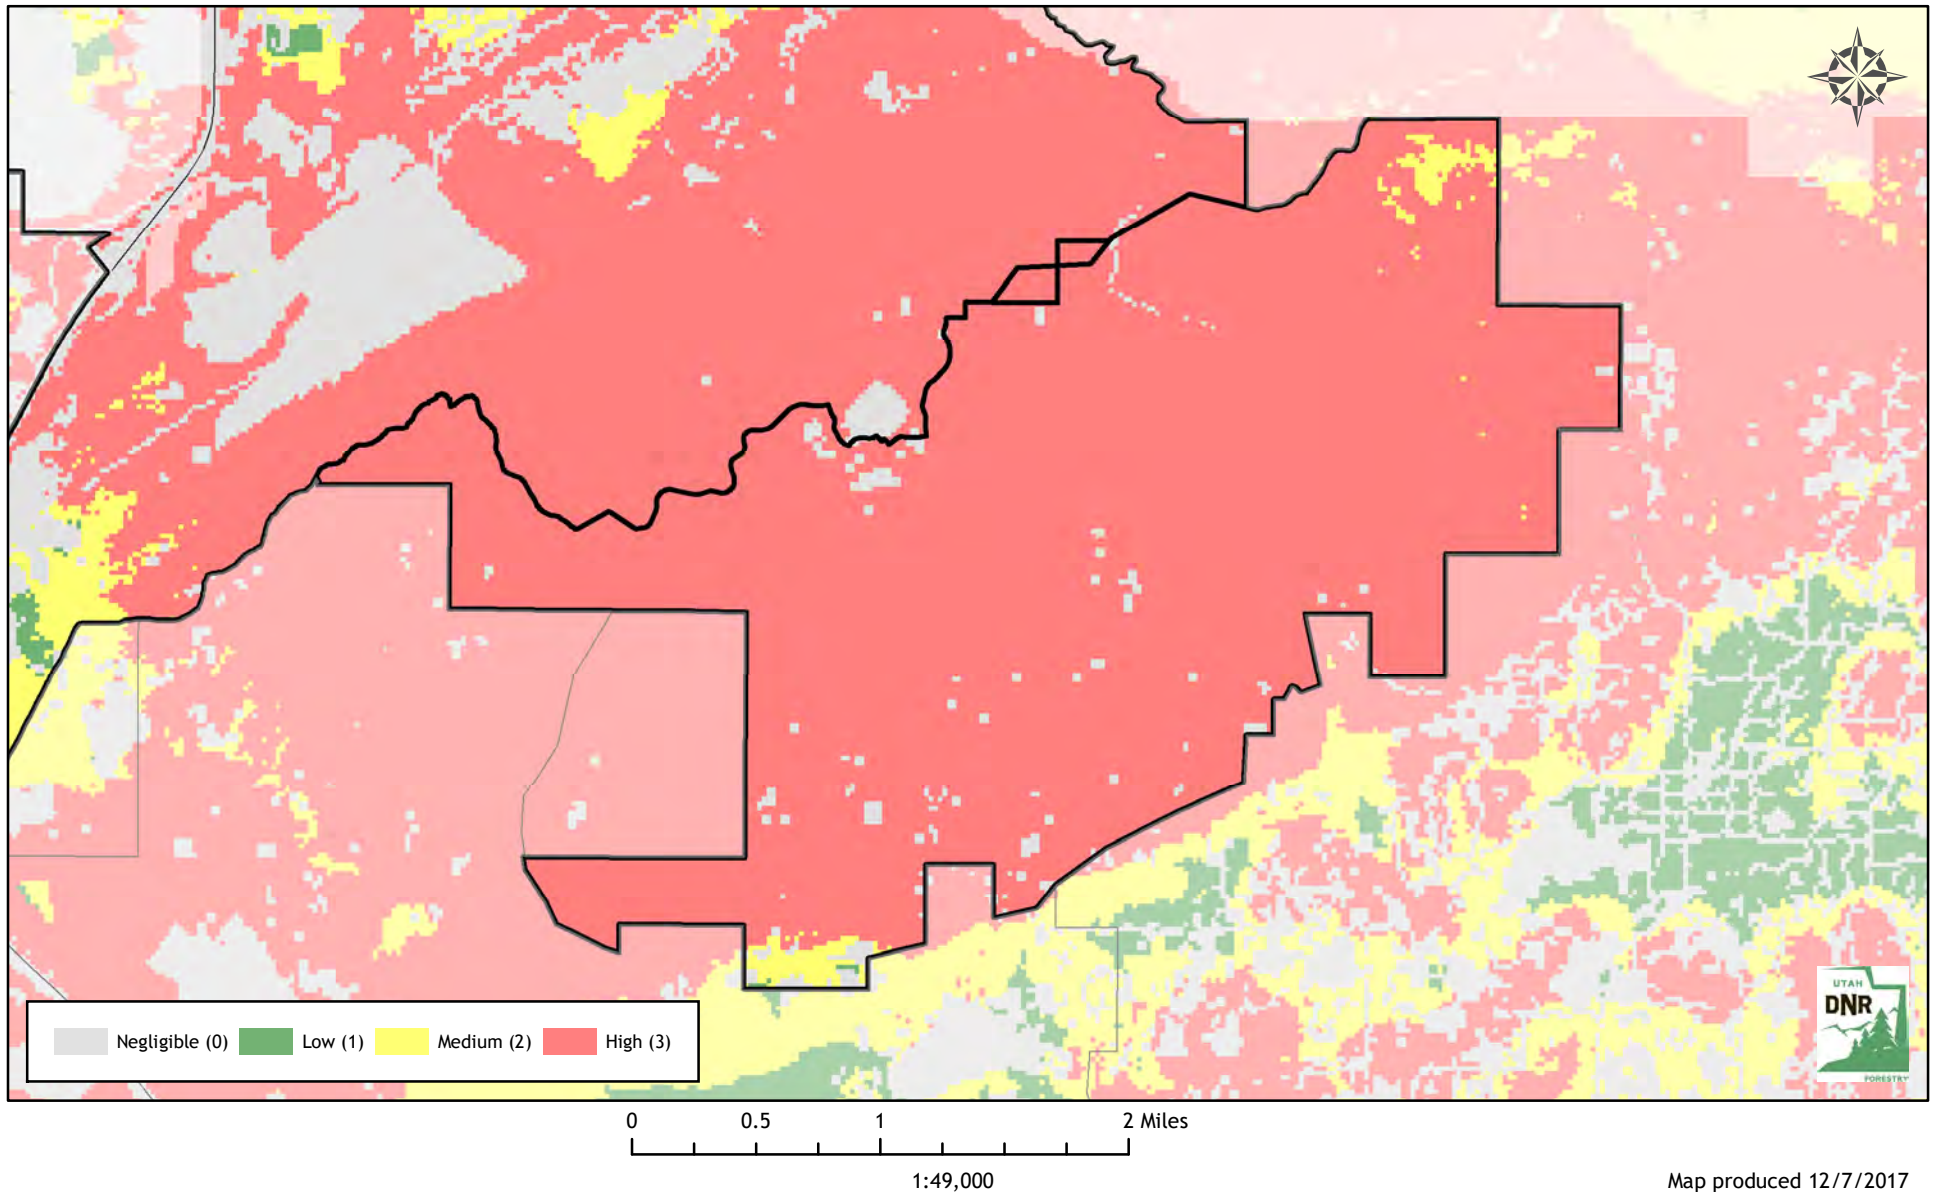 UTAH
DNR
FORESTRY
Negligible (0) Low (1) Medium (2) High (3)
0 0.5 1 2 Miles
1:49,000
Map produced 12/7/2017